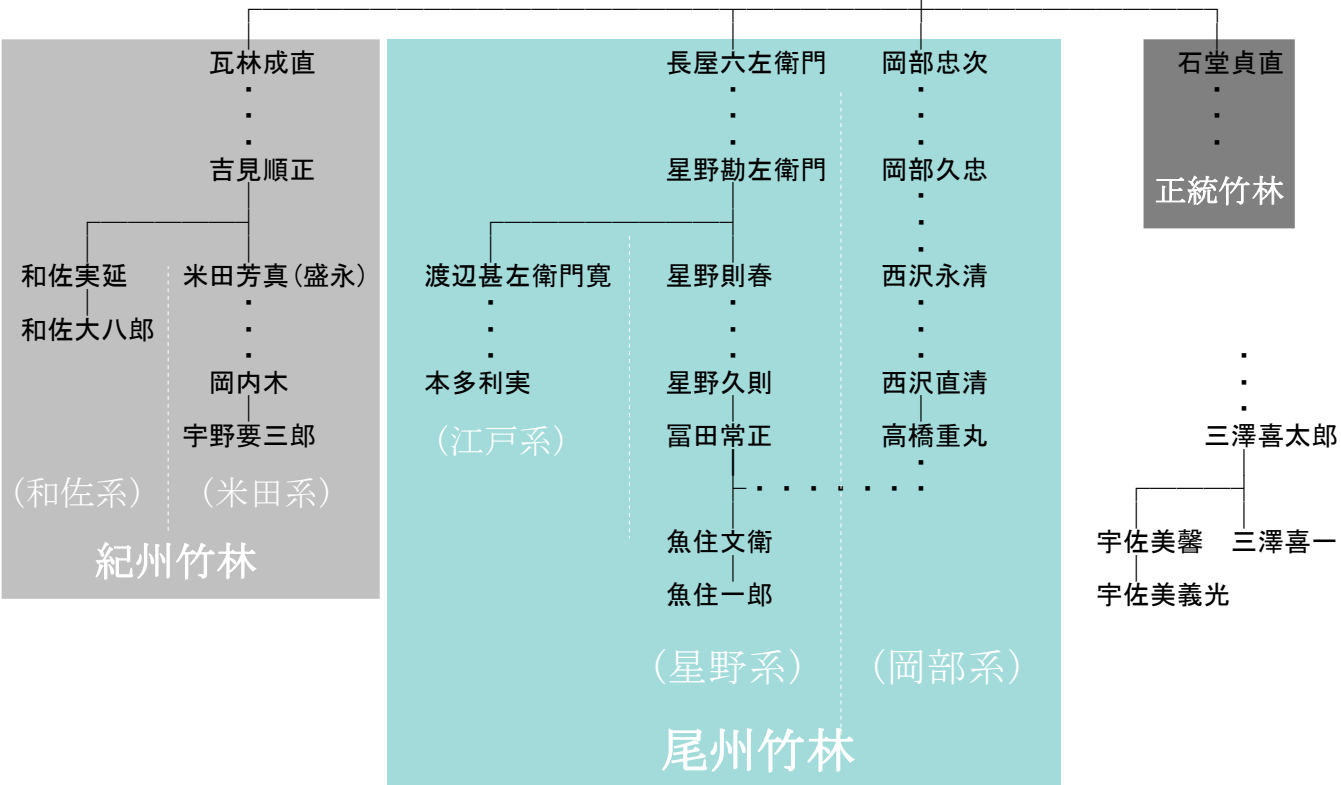 瓦林成直
吉見順正
和佐実延
米田芳真(盛永)
和佐大八郎
岡内木
宇野要三郎
(和佐系)
(米田系)
紀州竹林
長屋六左衛門
岡部忠次
星野勘左衛門
岡部久忠
渡辺甚左衛門寛
星野則春
西沢永清
本多利実
星野久則
西沢直清
(江戸系)
冨田常正
高橋重丸
魚住文衛
魚住一郎
(星野系)
(岡部系)
尾州竹林
石堂貞直
正統竹林
三澤喜太郎
宇佐美馨
三澤喜一
宇佐美義光